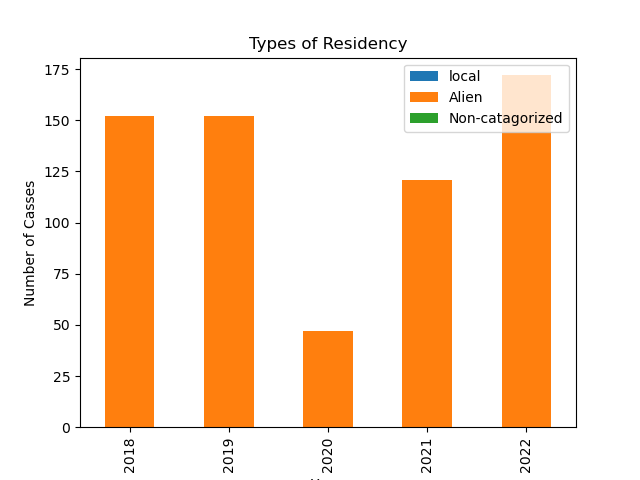 Types of Residency
local
Alien
Non-catagorized
Number of Casses
175
150
125
100
75
50
25
0
2018
2019
2020
2021
2022